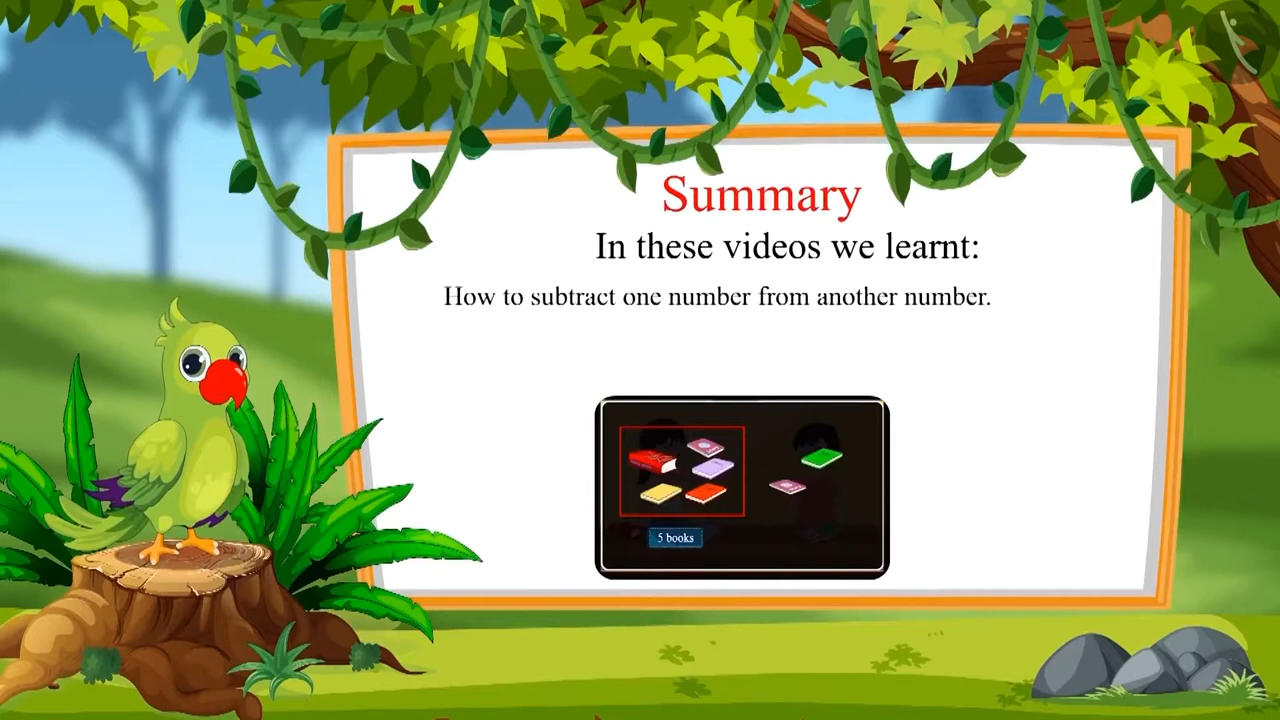 Summary
In these videos we learnt:
How to subtract one number from another number.
5 books